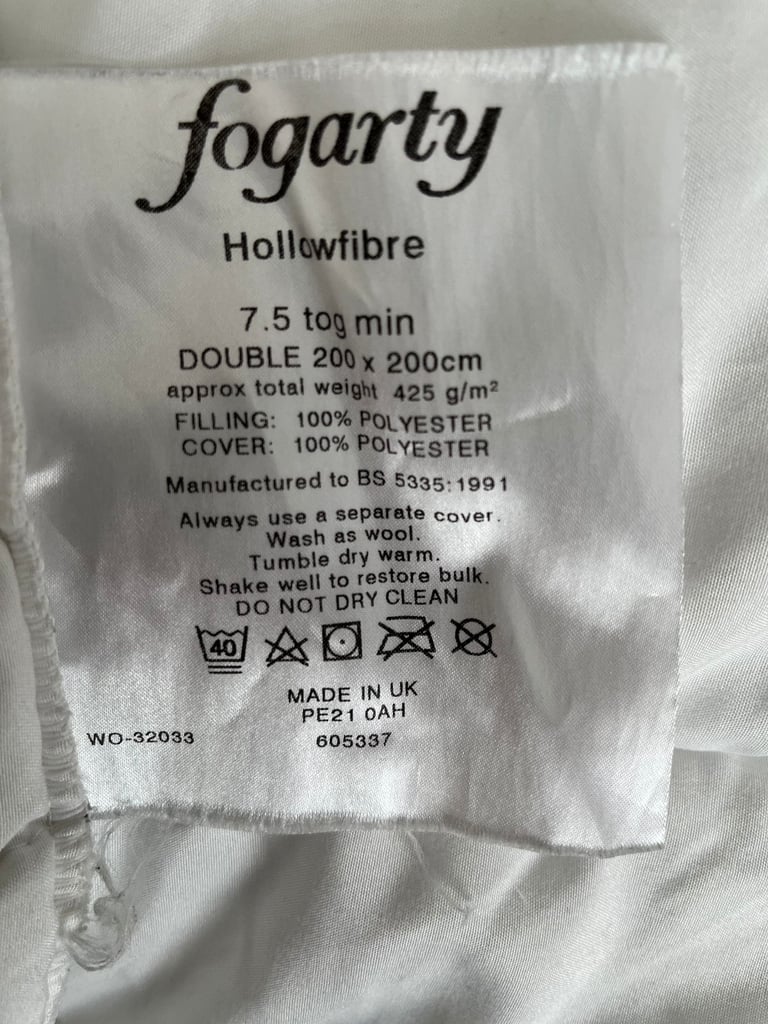 fogarty
Hollowfibre
7.5 tog min
DOUBLE 200 x 200cm
approx total weight 425 g/m²
FILLING: 100% POLYESTER
COVER: 100% POLYESTER
Manufactured to BS 5335:1991
Always use a separate cover.
Wash as wool.
Tumble dry warm.
Shake well to restore bulk.
DO NOT DRY CLEAN
40
MADE IN UK
PE21 0AH
WO-32033 605337